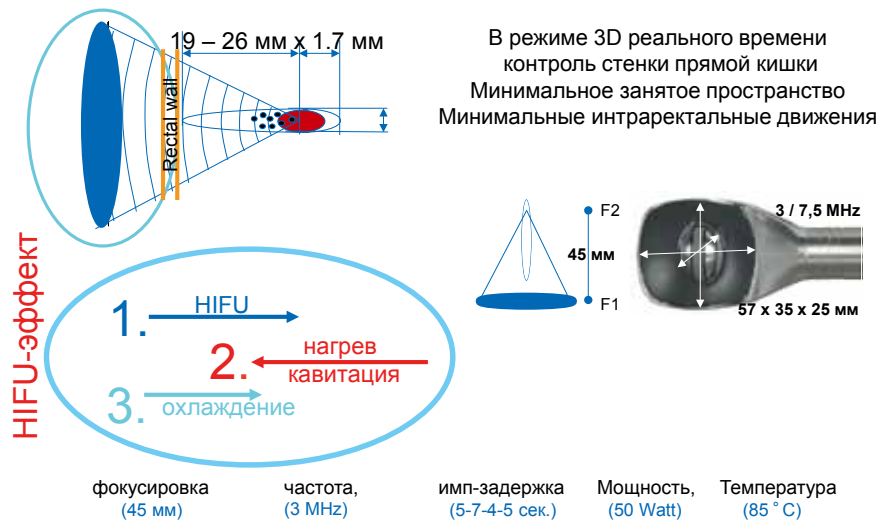 19 – 26 мм x 1.7 мм
Rectal wall
В режиме 3D реального времени
контроль стенки прямой кишки
Минимальное занятое пространство
Минимальные интраректальные движения
F2
45 мм
F1
3 / 7,5 MHz
57 x 35 x 25 мм
HIFU-эффект
1. HIFU
2. нагрев
кавитация
3. охлаждение
фокусировка частота, имп-задержка Мощность, Температура
(45 мм) (3 MHz) (5-7-4-5 сек.) (50 Watt) (85 ° C)